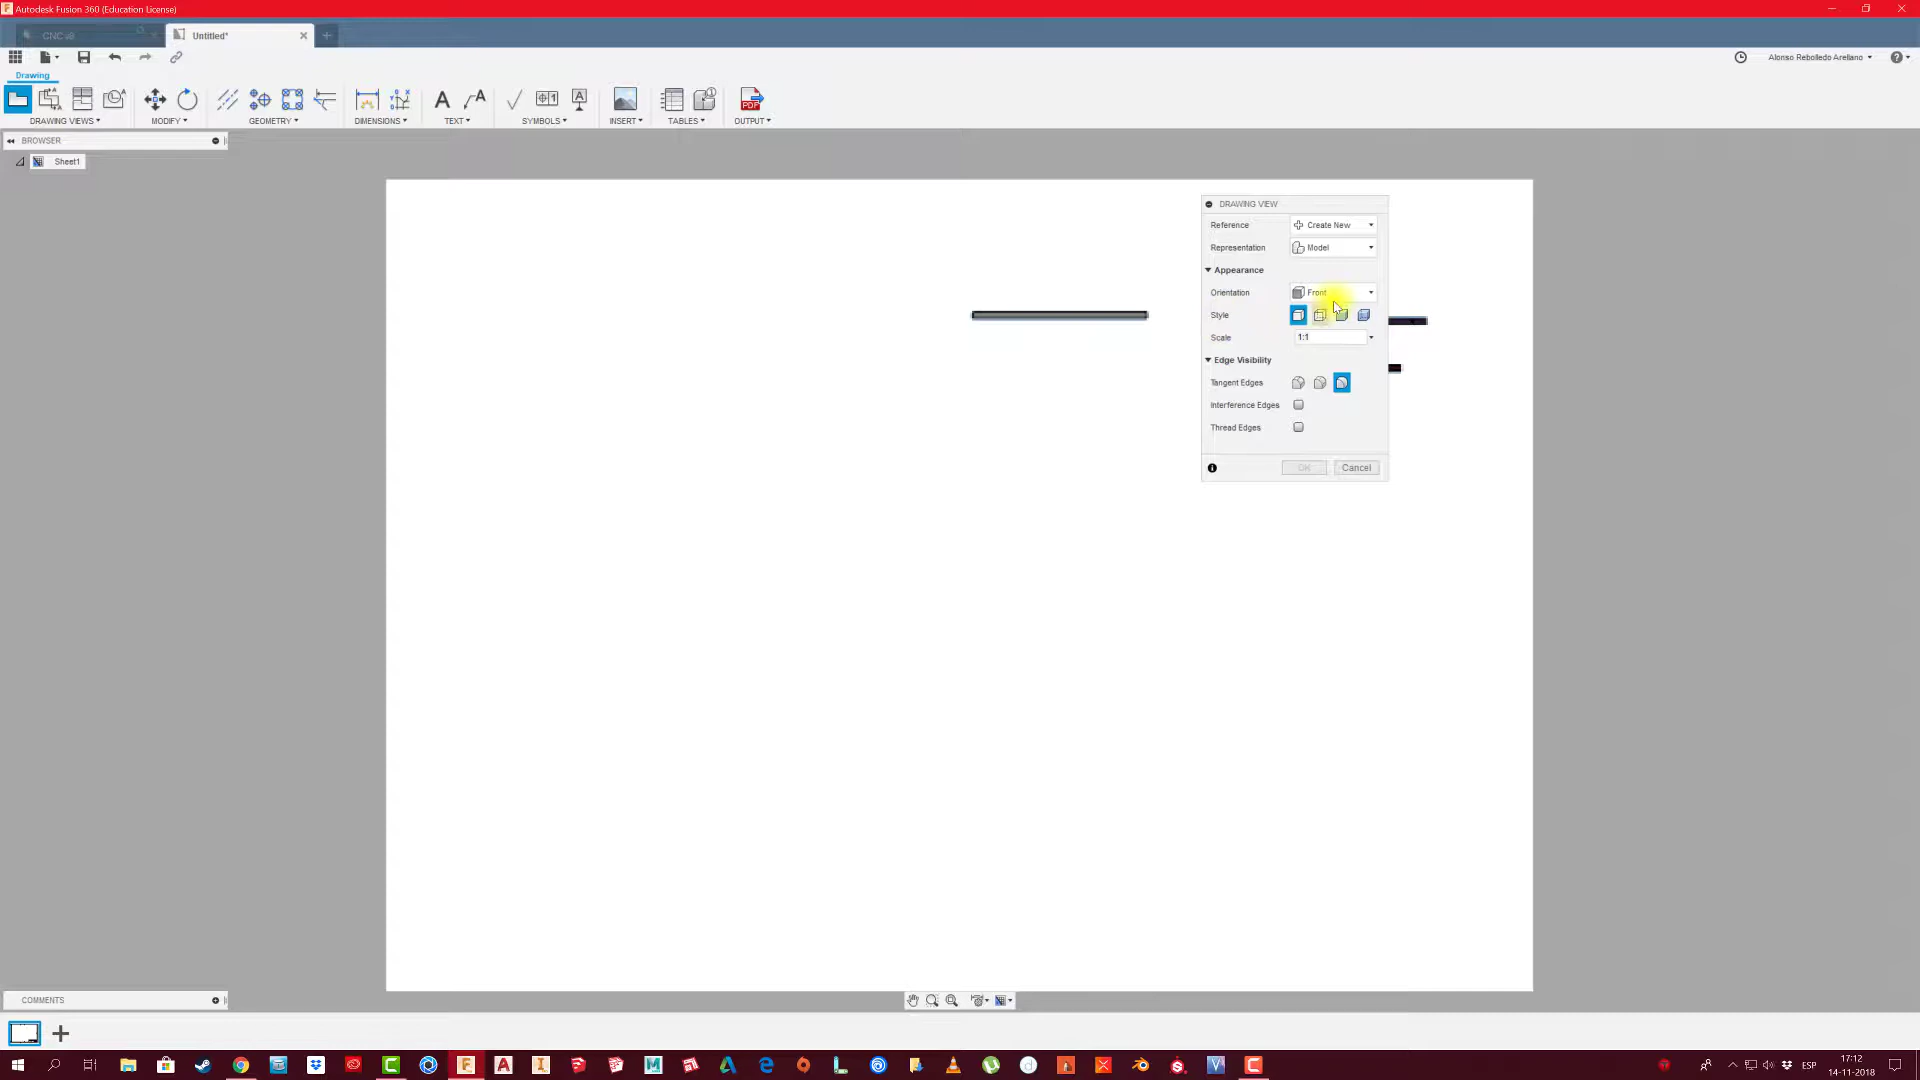 Autodesk Fusion 360 (Education License)
CNC v8
Untitled*
Alonso Rebolledo Arellano
Drawing
DRAWING VIEWS
MODIFY
GEOMETRY
DIMENSIONS
TEXT
SYMBOLS
INSERT
TABLES
OUTPUT
BROWSER
Sheet1
DRAWING VIEW
Reference
Create New
Representation
Model
Appearance
Orientation
Front
Style
Scale
1:1
Edge Visibility
Tangent Edges
Interference Edges
Thread Edges
OK
Cancel
COMMENTS
ESP
17:12
14-11-2018